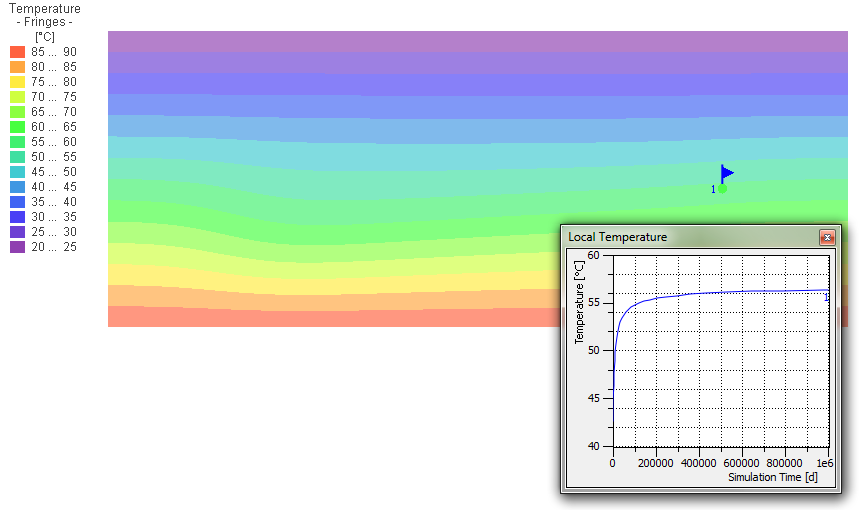 Temperature
- Fringes -
[°C]
85 ... 90
80 ... 85
75 ... 80
70 ... 75
65 ... 70
60 ... 65
55 ... 60
50 ... 55
45 ... 50
40 ... 45
35 ... 40
30 ... 35
25 ... 30
20 ... 25
1
Local Temperature
Temperature [°C]
60
55
50
45
40
1
0 200000 400000 600000 800000 1e6
Simulation Time [d]